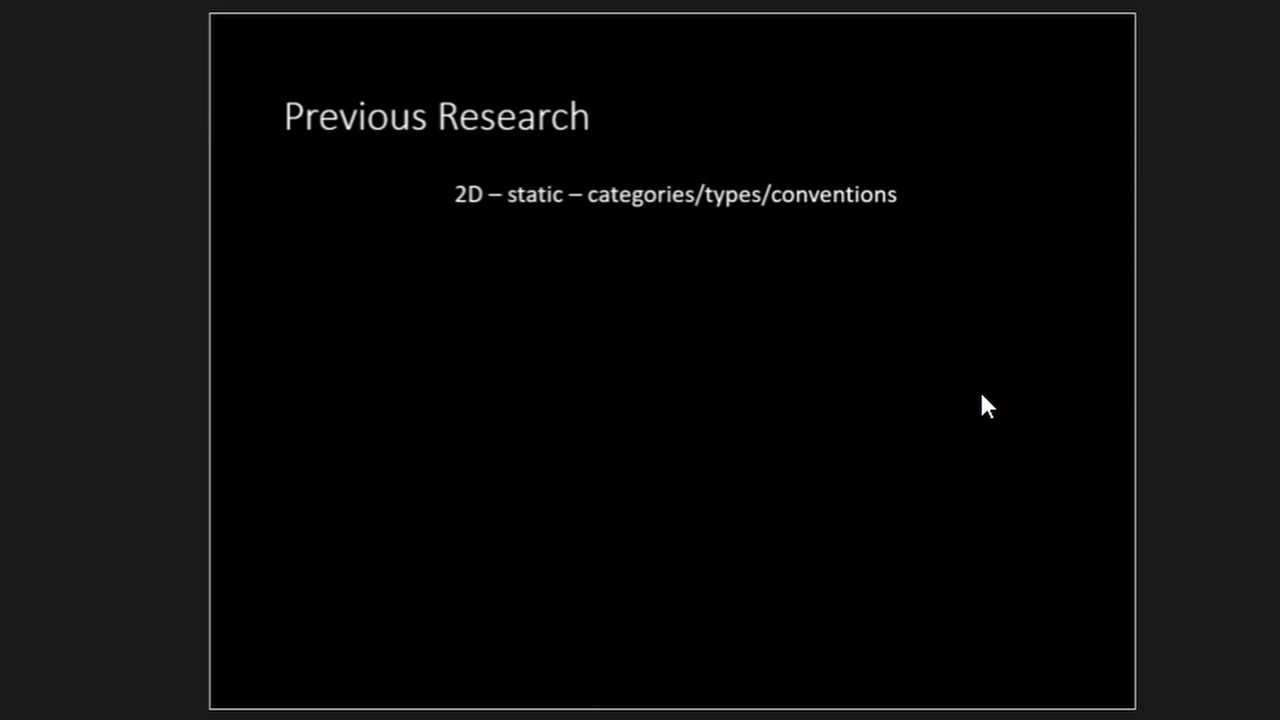 Previous Research
2D – static – categories/types/conventions